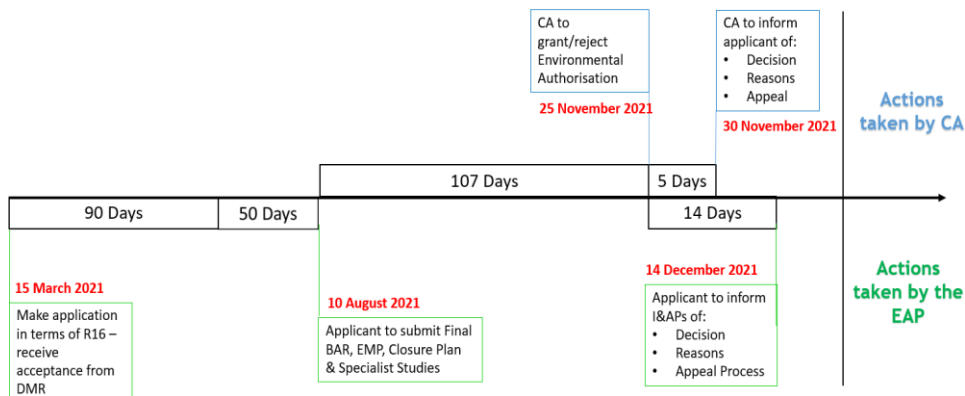 CA to
grant/reject
Environmental
Authorisation
25 November 2021
CA to inform
applicant of:
• Decision
• Reasons
• Appeal
30 November 2021
Actions
taken by CA
107 Days
5 Days
90 Days
50 Days
14 Days
15 March 2021
Make application
in terms of R16 –
receive
acceptance from
DMR
10 August 2021
Applicant to submit Final
BAR, EMP, Closure Plan
& Specialist Studies
14 December 2021
Applicant to inform
I&APs of:
• Decision
• Reasons
• Appeal Process
Actions
taken by the
EAP